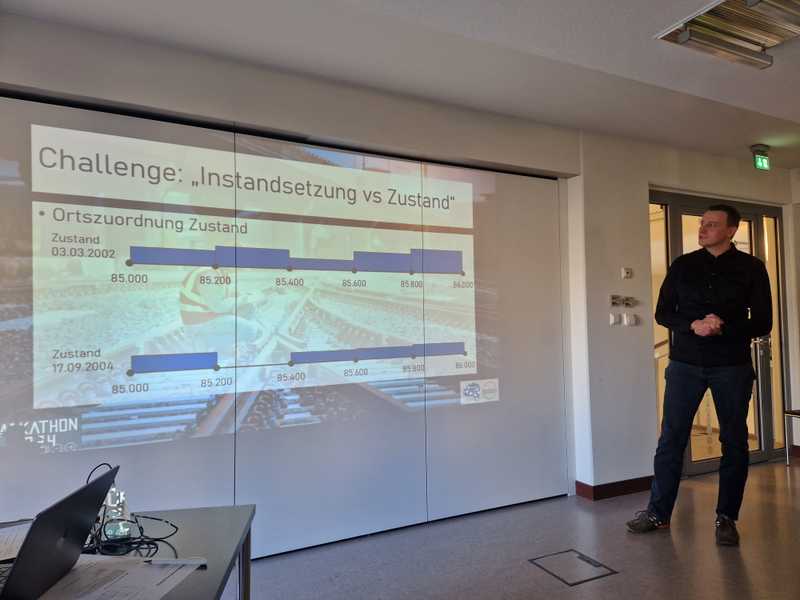 Challenge: „Instandsetzung vs Zustand“
• Ortszuordnung Zustand
Zustand
03.03.2002
85.000 85.200 85.400 85.600 85.800 86.000
Zustand
17.09.2004
85.000 85.200 85.400 85.600 85.800 86.000